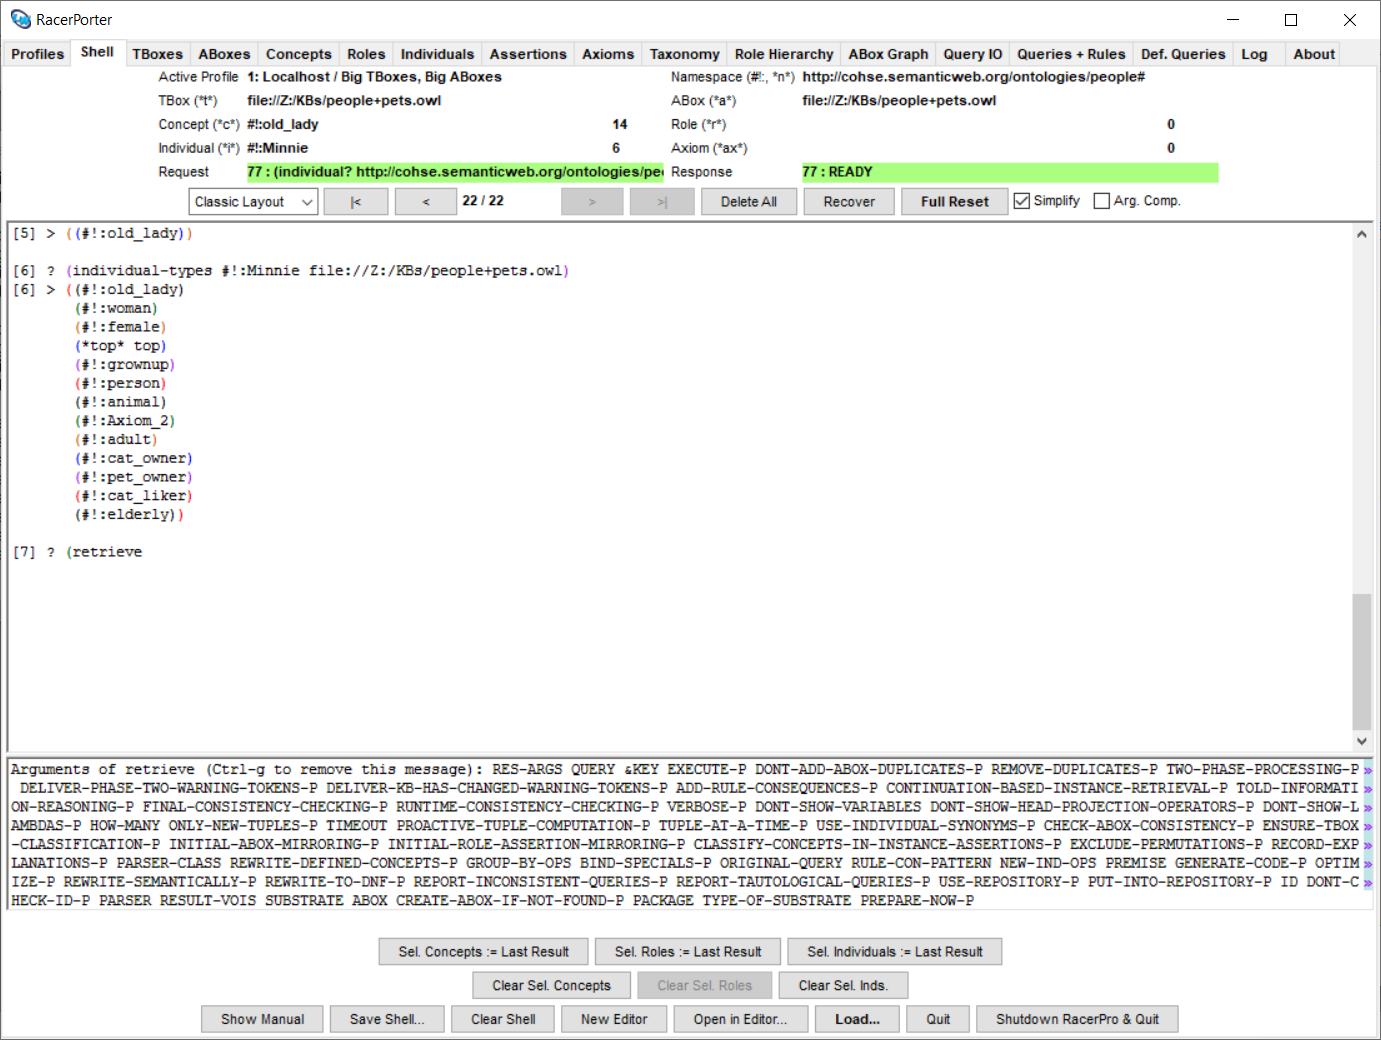 RacerPorter
Profiles Shell TBoxes ABoxes Concepts Roles Individuals Assertions Axioms Taxonomy Role Hierarchy ABox Graph Query IO Queries + Rules Def. Queries Log About
Active Profile 1: Localhost / Big TBoxes, Big ABoxes Namespace (#!:, *n*) http://cohse.semanticweb.org/ontologies/people#
TBox (*t*) file://Z:/KBs/people+pets.owl ABox (*a*) file://Z:/KBs/people+pets.owl
Concept (*c*) #!:old_lady 14 Role (*r*) 0
Individual (*i*) #!:Minnie 6 Axiom (*ax*) 0
Request 77 : (individual? http://cohse.semanticweb.org/ontologies/pe Response 77 : READY
Classic Layout |< < 22 / 22 > >| Delete All Recover Full Reset Simplify Arg. Comp.
[5] > ((#!:old_lady))
[6] ? (individual-types #!:Minnie file://Z:/KBs/people+pets.owl)
[6] > ((#!:old_lady)
(#!:woman)
(#!:female)
(*top* top)
(#!:grownup)
(#!:person)
(#!:animal)
(#!:Axiom_2)
(#!:adult)
(#!:cat_owner)
(#!:pet_owner)
(#!:cat_liker)
(#!:elderly))
[7] ? (retrieve
Arguments of retrieve (Ctrl-g to remove this message): RES-ARGS QUERY &KEY EXECUTE-P DONT-ADD-ABOX-DUPLICATES-P REMOVE-DUPLICATES-P TWO-PHASE-PROCESSING-P
DELIVER-PHASE-TWO-WARNING-TOKENS-P DELIVER-KB-HAS-CHANGED-WARNING-TOKENS-P ADD-RULE-CONSEQUENCES-P CONTINUATION-BASED-INSTANCE-RETRIEVAL-P TOLD-INFORMATI
ON-REASONING-P FINAL-CONSISTENCY-CHECKING-P RUNTIME-CONSISTENCY-CHECKING-P VERBOSE-P DONT-SHOW-VARIABLES DONT-SHOW-HEAD-PROJECTION-OPERATORS-P DONT-SHOW-L
AMBDAS-P HOW-MANY ONLY-NEW-TUPLES-P TIMEOUT PROACTIVE-TUPLE-COMPUTATION-P TUPLE-AT-A-TIME-P USE-INDIVIDUAL-SYNONYMS-P CHECK-ABOX-CONSISTENCY-P ENSURE-TBOX
-CLASSIFICATION-P INITIAL-ABOX-MIRRORING-P INITIAL-ROLE-ASSERTION-MIRRORING-P CLASSIFY-CONCEPTS-IN-INSTANCE-ASSERTIONS-P EXCLUDE-PERMUTATIONS-P RECORD-EXP
LANATIONS-P PARSER-CLASS REWRITE-DEFINED-CONCEPTS-P GROUP-BY-OPS BIND-SPECIALS-P ORIGINAL-QUERY RULE-CON-PATTERN NEW-IND-OPS PREMISE GENERATE-CODE-P OPTIM
IZE-P REWRITE-SEMANTICALLY-P REWRITE-TO-DNF-P REPORT-INCONSISTENT-QUERIES-P REPORT-TAUTOLOGICAL-QUERIES-P USE-REPOSITORY-P PUT-INTO-REPOSITORY-P ID DONT-C
HECK-ID-P PARSER RESULT-VOIS SUBSTRATE ABOX CREATE-ABOX-IF-NOT-FOUND-P PACKAGE TYPE-OF-SUBSTRATE PREPARE-NOW-P
Sel. Concepts := Last Result Sel. Roles := Last Result Sel. Individuals := Last Result
Clear Sel. Concepts Clear Sel. Roles Clear Sel. Inds.
Show Manual Save Shell... Clear Shell New Editor Open in Editor... Load... Quit Shutdown RacerPro & Quit